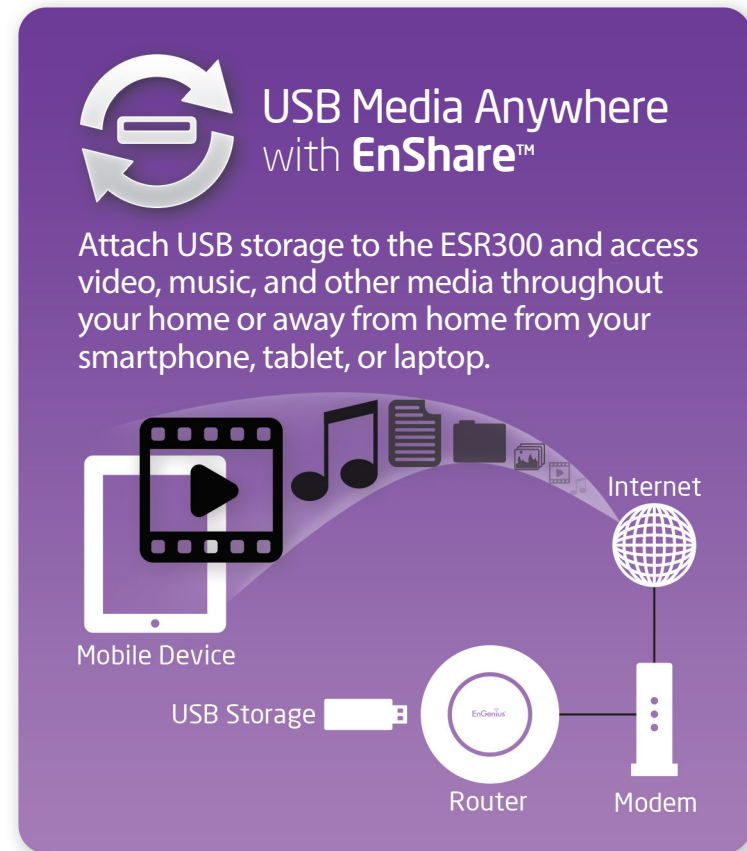 USB Media Anywhere
with EnShare™
Attach USB storage to the ESR300 and access
video, music, and other media throughout
your home or away from home from your
smartphone, tablet, or laptop.
Internet
Mobile Device
USB Storage
EnGenius
Router
Modem